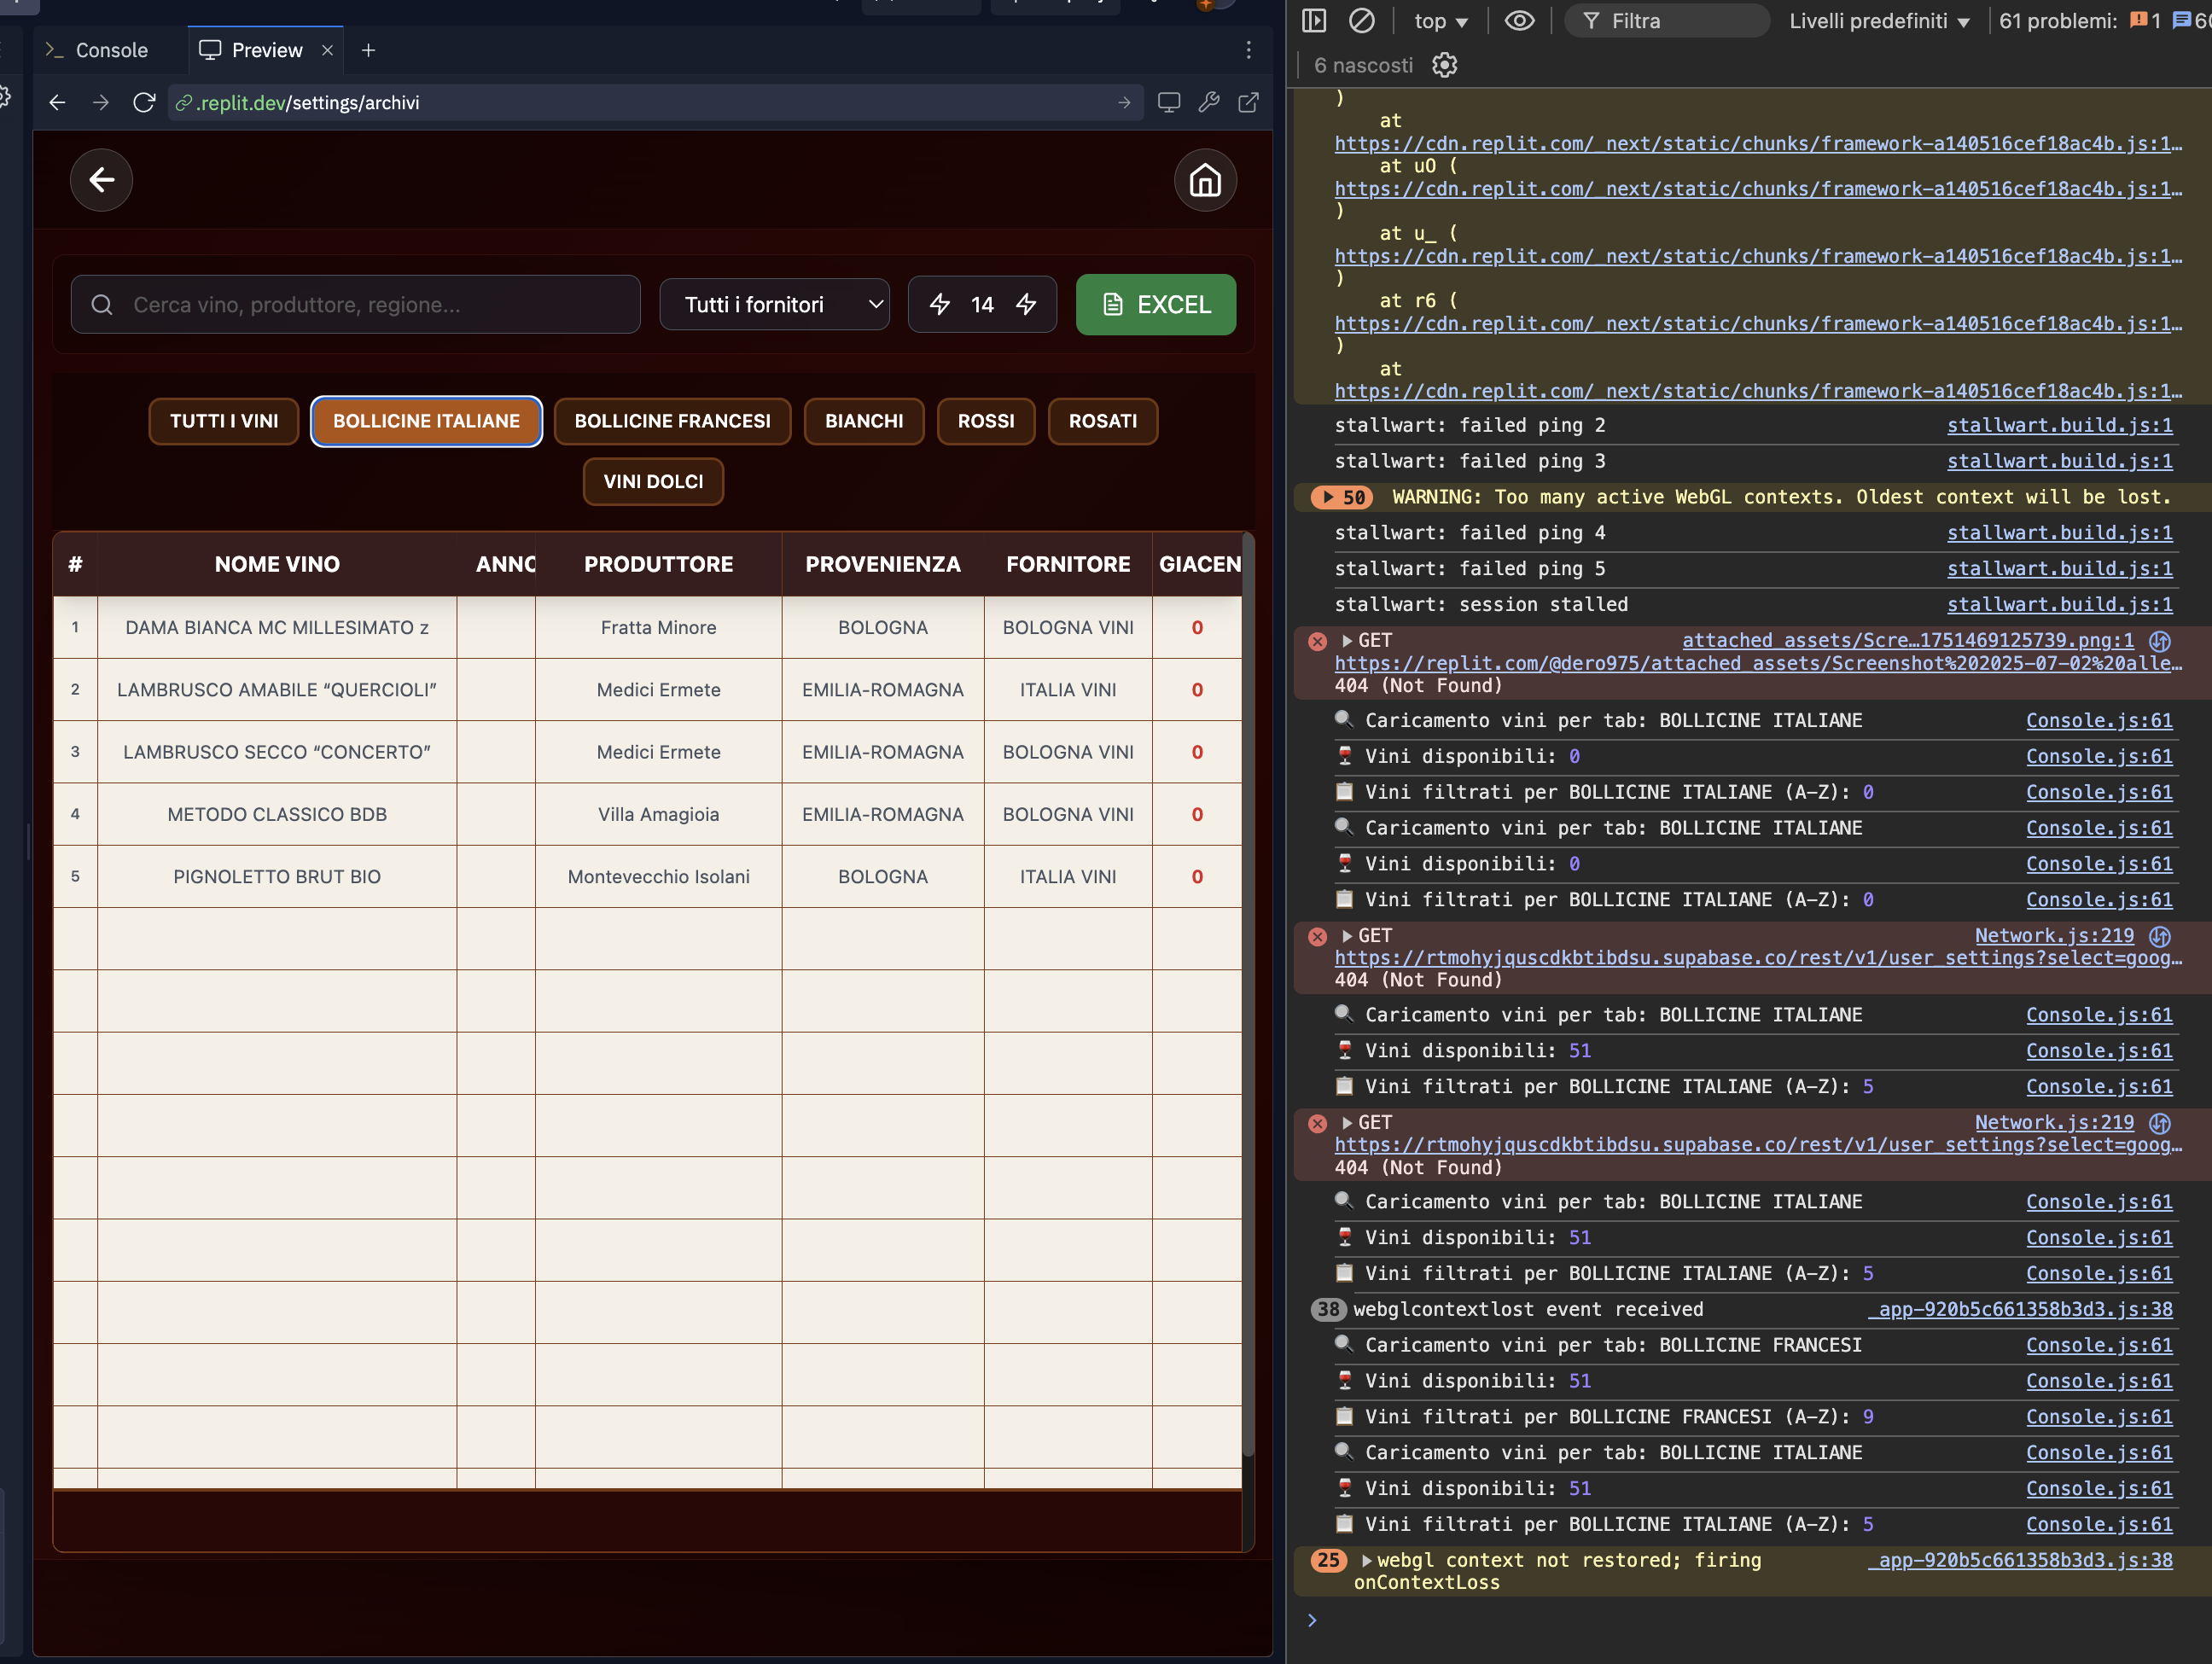 Console
Preview
.replit.dev/settings/archivi
Cerca vino, produttore, regione...
Tutti i fornitori
14
EXCEL
TUTTI I VINI
BOLLICINE ITALIANE
BOLLICINE FRANCESI
BIANCHI
ROSSI
ROSATI
VINI DOLCI
# NOME VINO ANNO PRODUTTORE PROVENIENZA FORNITORE GIACEN
1 DAMA BIANCA MC MILLESIMATO z Fratta Minore BOLOGNA BOLOGNA VINI 0
2 LAMBRUSCO AMABILE “QUERCIOLI” Medici Ermete EMILIA-ROMAGNA ITALIA VINI 0
3 LAMBRUSCO SECCO “CONCERTO” Medici Ermete EMILIA-ROMAGNA BOLOGNA VINI 0
4 METODO CLASSICO BDB Villa Amagioia EMILIA-ROMAGNA BOLOGNA VINI 0
5 PIGNOLETTO BRUT BIO Montevecchio Isolani BOLOGNA ITALIA VINI 0
top Filtra Livelli predefiniti 61 problemi: 1 60
6 nascosti
)
at
https://cdn.replit.com/_next/static/chunks/framework-a140516cef18ac4b.js:1…
at uO (
https://cdn.replit.com/_next/static/chunks/framework-a140516cef18ac4b.js:1…
)
at u_ (
https://cdn.replit.com/_next/static/chunks/framework-a140516cef18ac4b.js:1…
)
at r6 (
https://cdn.replit.com/_next/static/chunks/framework-a140516cef18ac4b.js:1…
)
at
https://cdn.replit.com/_next/static/chunks/framework-a140516cef18ac4b.js:1…
stallwart: failed ping 2 stallwart.build.js:1
stallwart: failed ping 3 stallwart.build.js:1
50 WARNING: Too many active WebGL contexts. Oldest context will be lost.
stallwart: failed ping 4 stallwart.build.js:1
stallwart: failed ping 5 stallwart.build.js:1
stallwart: session stalled stallwart.build.js:1
GET attached_assets/Scre…1751469125739.png:1
https://replit.com/@dero975/attached_assets/Screenshot%202025-07-02%20alle…
404 (Not Found)
🔍 Caricamento vini per tab: BOLLICINE ITALIANE Console.js:61
🍷 Vini disponibili: 0 Console.js:61
📋 Vini filtrati per BOLLICINE ITALIANE (A-Z): 0 Console.js:61
🔍 Caricamento vini per tab: BOLLICINE ITALIANE Console.js:61
🍷 Vini disponibili: 0 Console.js:61
📋 Vini filtrati per BOLLICINE ITALIANE (A-Z): 0 Console.js:61
GET Network.js:219
https://rtmohyjquscdkbtibdsu.supabase.co/rest/v1/user_settings?select=goog…
404 (Not Found)
🔍 Caricamento vini per tab: BOLLICINE ITALIANE Console.js:61
🍷 Vini disponibili: 51 Console.js:61
📋 Vini filtrati per BOLLICINE ITALIANE (A-Z): 5 Console.js:61
GET Network.js:219
https://rtmohyjquscdkbtibdsu.supabase.co/rest/v1/user_settings?select=goog…
404 (Not Found)
🔍 Caricamento vini per tab: BOLLICINE ITALIANE Console.js:61
🍷 Vini disponibili: 51 Console.js:61
📋 Vini filtrati per BOLLICINE ITALIANE (A-Z): 5 Console.js:61
38 webglcontextlost event received _app-920b5c661358b3d3.js:38
🔍 Caricamento vini per tab: BOLLICINE FRANCESI Console.js:61
🍷 Vini disponibili: 51 Console.js:61
📋 Vini filtrati per BOLLICINE FRANCESI (A-Z): 9 Console.js:61
🔍 Caricamento vini per tab: BOLLICINE ITALIANE Console.js:61
🍷 Vini disponibili: 51 Console.js:61
📋 Vini filtrati per BOLLICINE ITALIANE (A-Z): 5 Console.js:61
25 webgl context not restored; firing _app-920b5c661358b3d3.js:38
onContextLoss